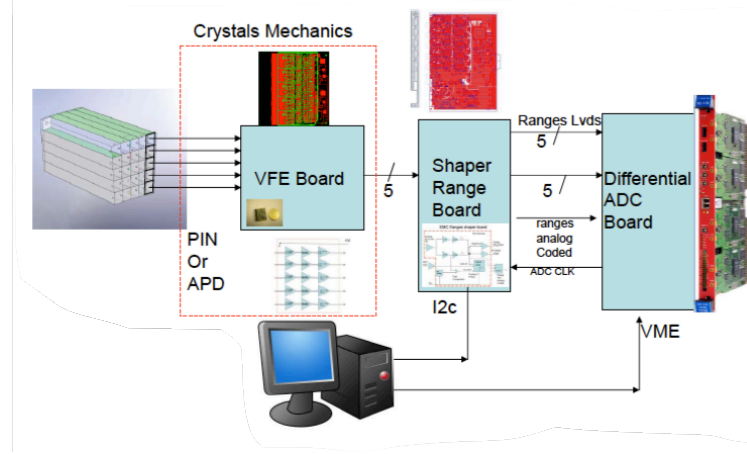 Crystals Mechanics
VFE Board
5
PIN
Or
APD
Shaper
Range
Board
I2c
Ranges Lvds
5
5
ranges
analog
Coded
ADC CLK
Differential
ADC
Board
VME